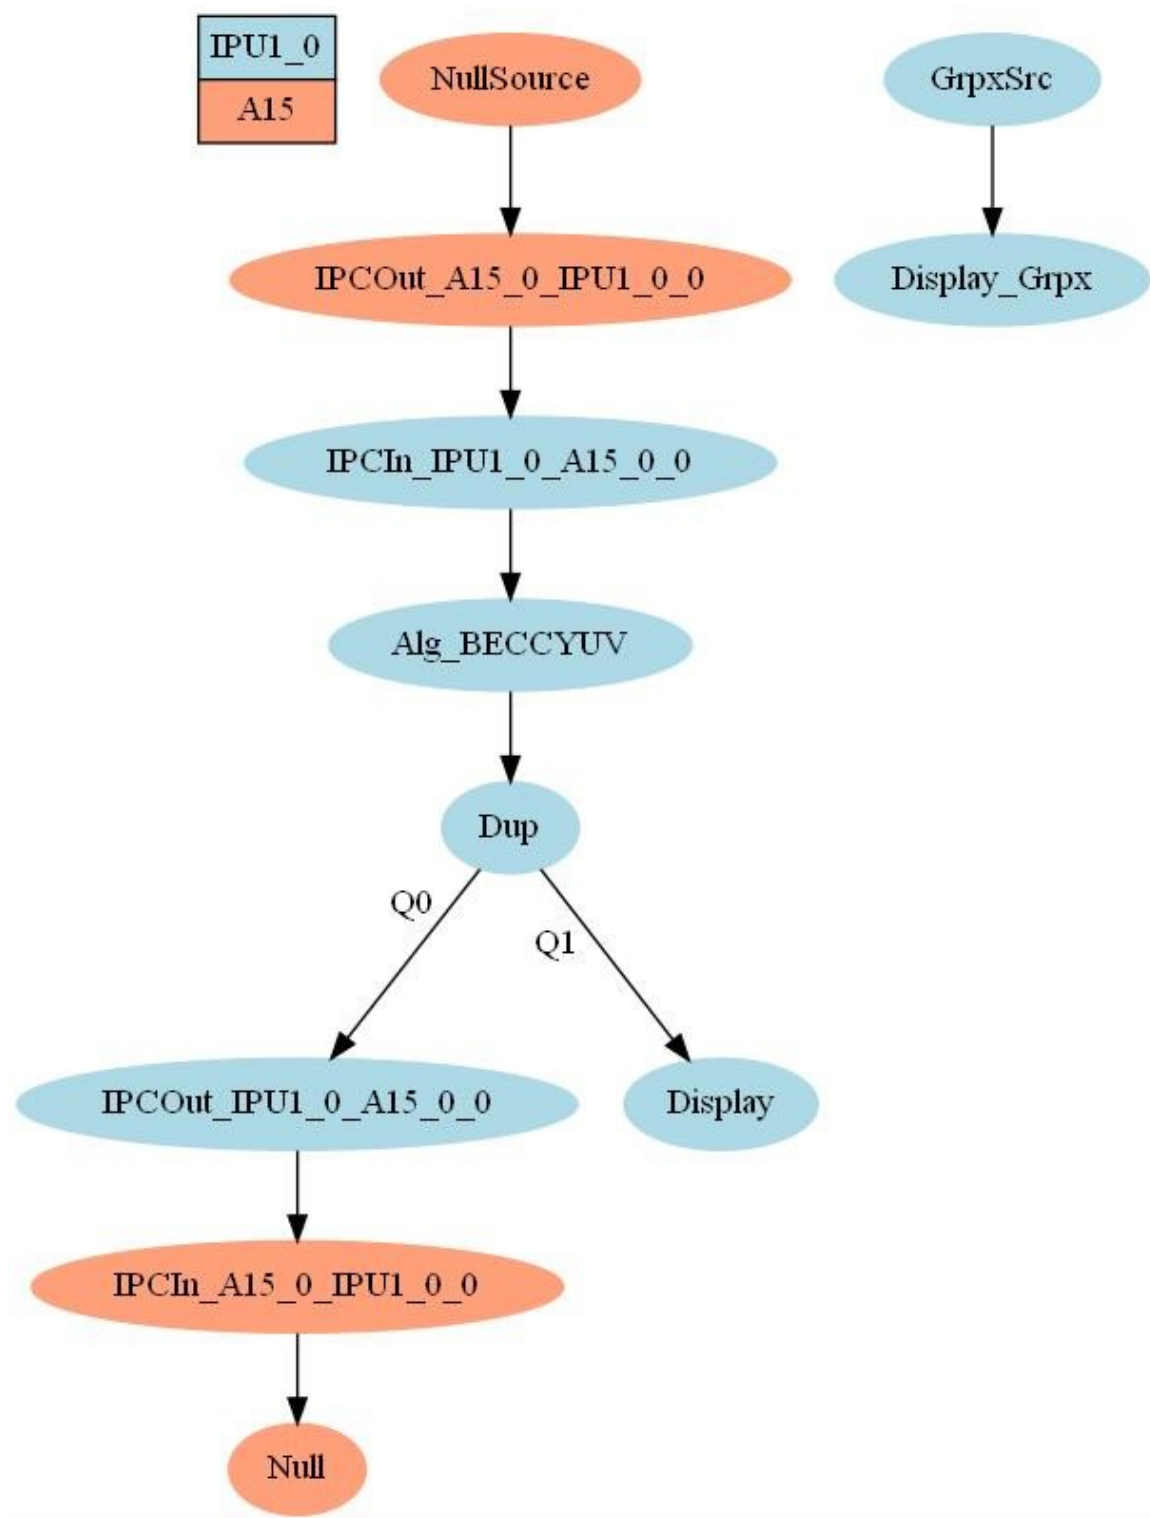 IPU1_0
A15
NullSource
GrpxSrc
IPCOut_A15_0_IPU1_0_0
Display_Grpx
IPCIn_IPU1_0_A15_0_0
Alg_BECCYUV
Dup
Q0
Q1
IPCOut_IPU1_0_A15_0_0
Display
IPCIn_A15_0_IPU1_0_0
Null